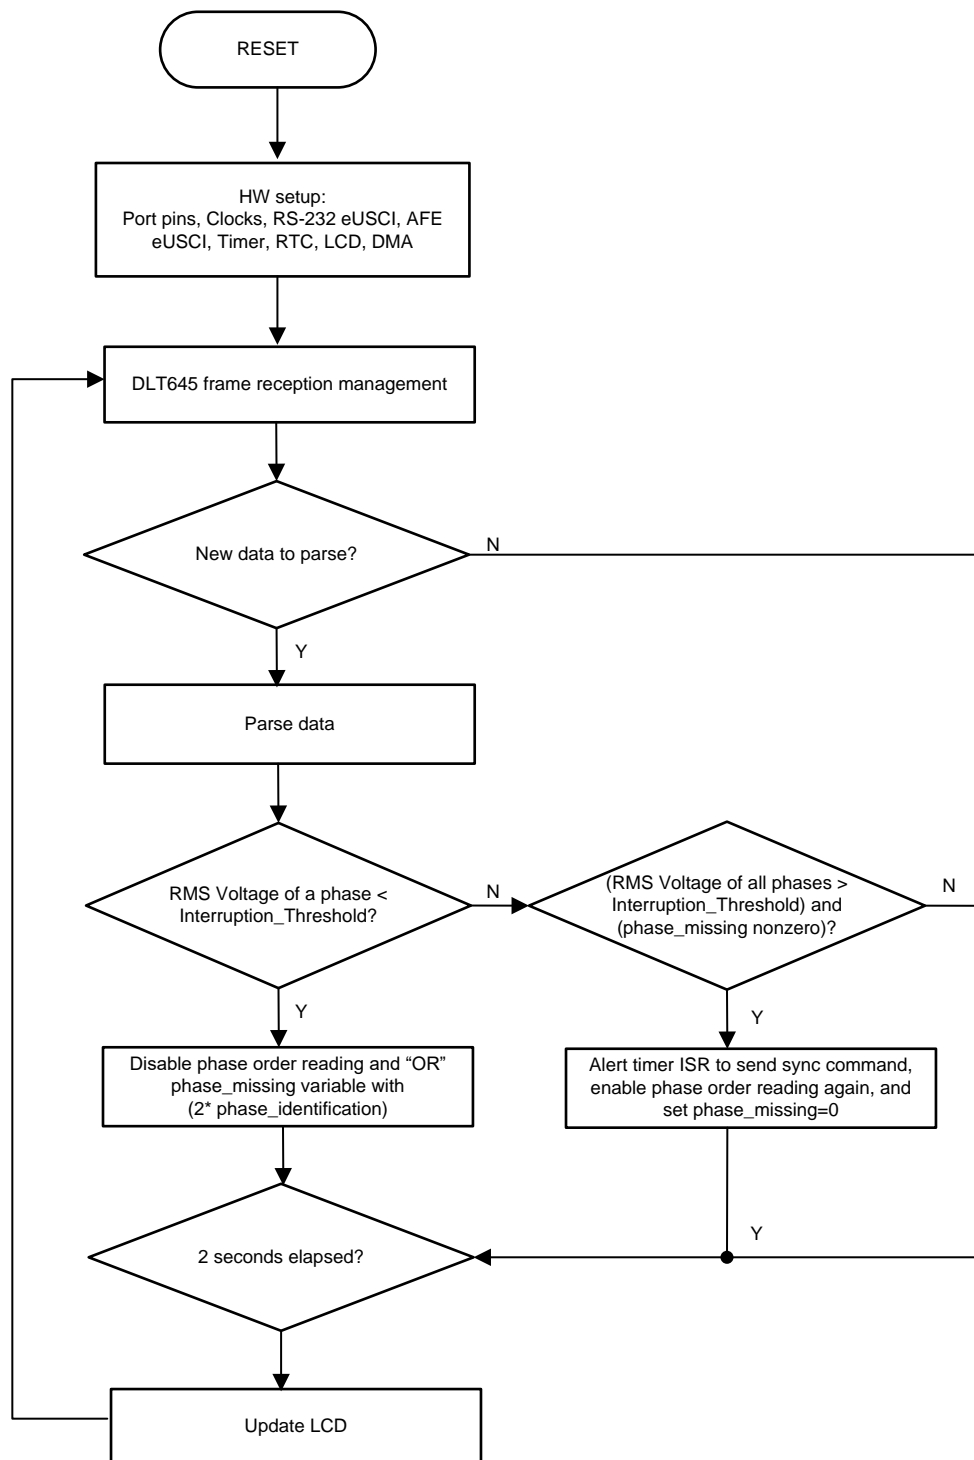 RESET
HW setup:
Port pins, Clocks, RS-232 eUSCI, AFE
eUSCI, Timer, RTC, LCD, DMA
DLT645 frame reception management
New data to parse?
N
Y
Parse data
RMS Voltage of a phase <
Interruption_Threshold?
N
(RMS Voltage of all phases >
Interruption_Threshold) and
(phase_missing nonzero)?
N
Y
Y
Disable phase order reading and “OR”
phase_missing variable with
(2* phase_identification)
Alert timer ISR to send sync command,
enable phase order reading again, and
set phase_missing=0
Y
2 seconds elapsed?
Update LCD